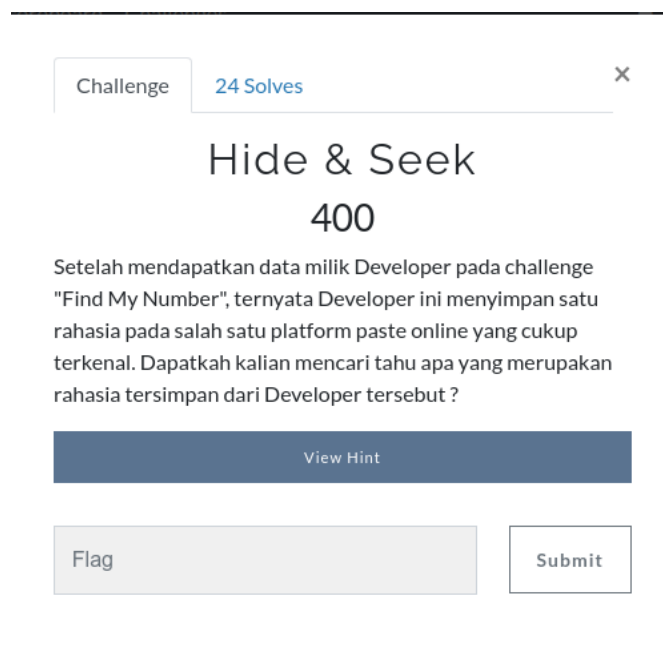 Challenge
24 Solves
×
Hide & Seek
400
Setelah mendapatkan data milik Developer pada challenge
"Find My Number", ternyata Developer ini menyimpan satu
rahasia pada salah satu platform paste online yang cukup
terkenal. Dapatkah kalian mencari tahu apa yang merupakan
rahasia tersimpan dari Developer tersebut ?
View Hint
Flag
Submit